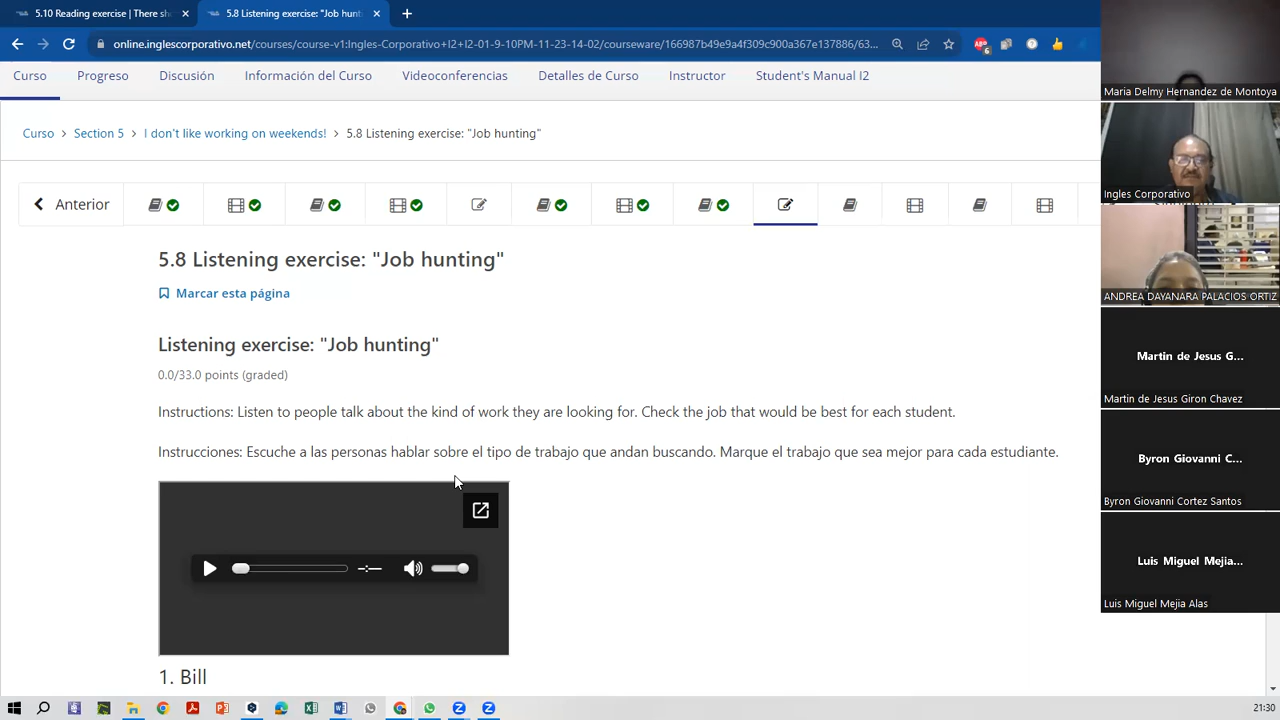 5.10 Reading exercise | There sh
5.8 Listening exercise: "Job hunt
online.inglescorporativo.net/courses/course-v1:Ingles-Corporativo+I2+I2-01-9-10PM-11-23-14-02/courseware/166987b49e9a4f309c900a367e137886/63...
Curso Progreso Discusión Información del Curso Videoconferencias Detalles de Curso Instructor Student's Manual I2
Curso > Section 5 > I don't like working on weekends! > 5.8 Listening exercise: "Job hunting"
Anterior
5.8 Listening exercise: "Job hunting"
Marcar esta página
Listening exercise: "Job hunting"
0.0/33.0 points (graded)
Instructions: Listen to people talk about the kind of work they are looking for. Check the job that would be best for each student.
Instrucciones: Escuche a las personas hablar sobre el tipo de trabajo que andan buscando. Marque el trabajo que sea mejor para cada estudiante.
-:--
1. Bill
Maria Delmy Hernandez de Montoya
Ingles Corporativo
ANDREA DAYANARA PALACIOS ORTIZ
Martin de Jesus G...
Martin de Jesus Giron Chavez
Byron Giovanni C...
Byron Giovanni Cortez Santos
Luis Miguel Mejia...
Luis Miguel Mejia Alas
21:30